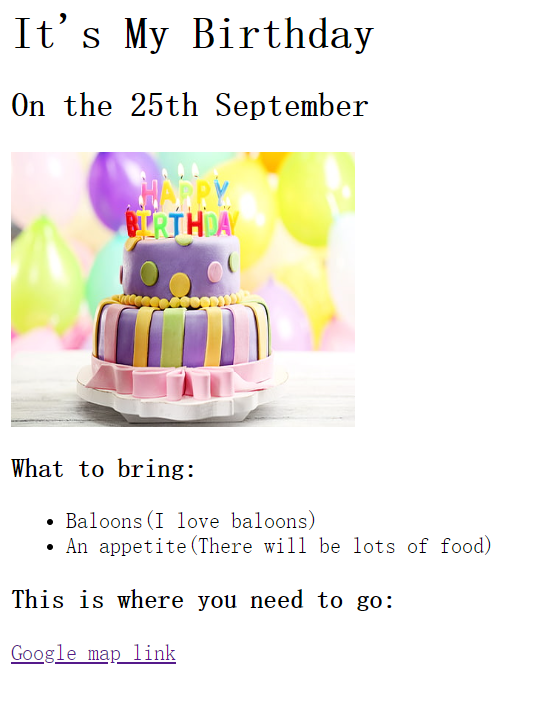 It's My Birthday
On the 25th September
HAPPY
BIRTHDAY
What to bring:
Baloons(I love baloons)
An appetite(There will be lots of food)
This is where you need to go:
Google map link